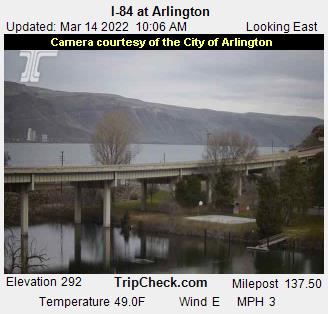 I-84 at Arlington
Updated: Mar 14 2022 10:06 AM Looking East
Camera courtesy of the City of Arlington
Elevation 292 TripCheck.com Milepost 137.50
Temperature 49.0F Wind E MPH 3